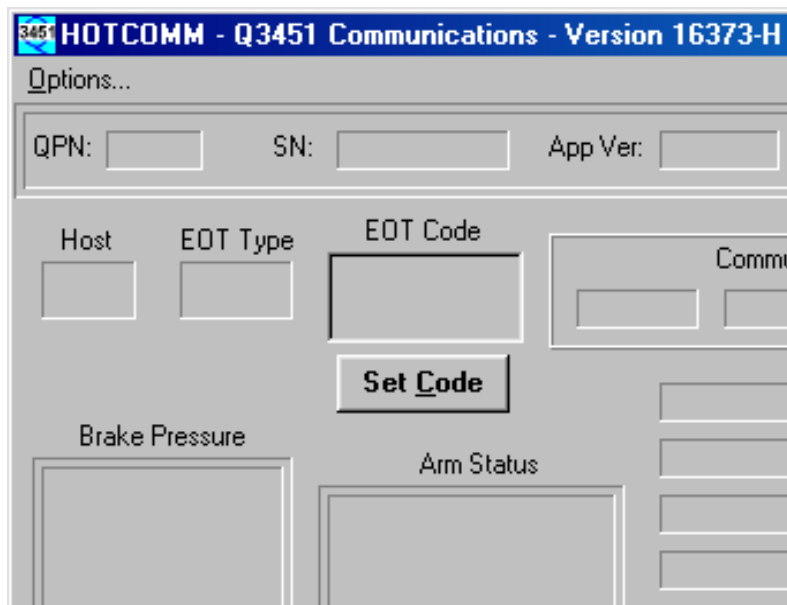 3451 HOTCOMM - Q3451 Communications - Version 16373-H
Options...
QPN: SN: App Ver:
Host EOT Type EOT Code
Commu
Set Code
Brake Pressure
Arm Status